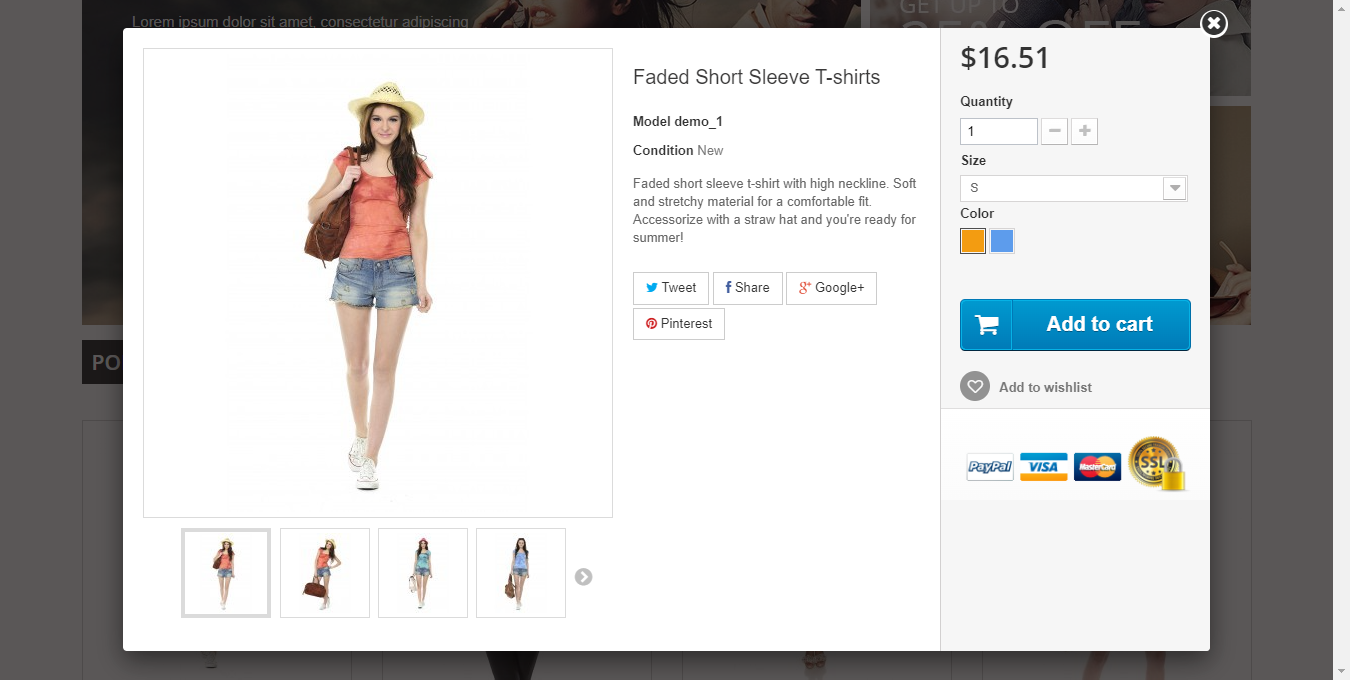 Lorem ipsum dolor sit amet, consectetur adipiscing
GET UP TO
35% OFF
PO
Faded Short Sleeve T-shirts
Model demo_1
Condition New
Faded short sleeve t-shirt with high neckline. Soft
and stretchy material for a comfortable fit.
Accessorize with a straw hat and you're ready for
summer!
Tweet
Share
Google+
Pinterest
$16.51
Quantity
1
Size
S
Color
Add to cart
Add to wishlist
PayPal
VISA
MasterCard
SSL